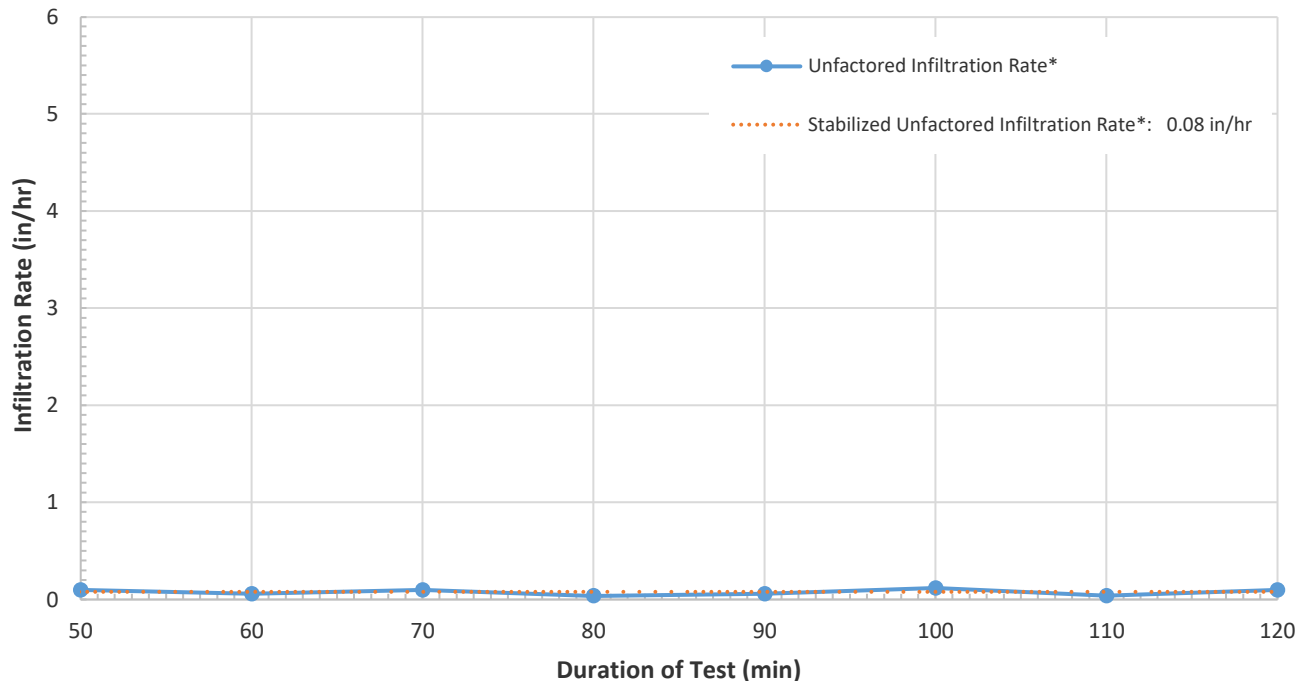 6
Unfactored Infiltration Rate*
5
Stabilized Unfactored Infiltration Rate*: 0.08 in/hr
4
3
2
1
0
Infiltration Rate (in/hr)
50 60 70 80 90 100 110 120
Duration of Test (min)